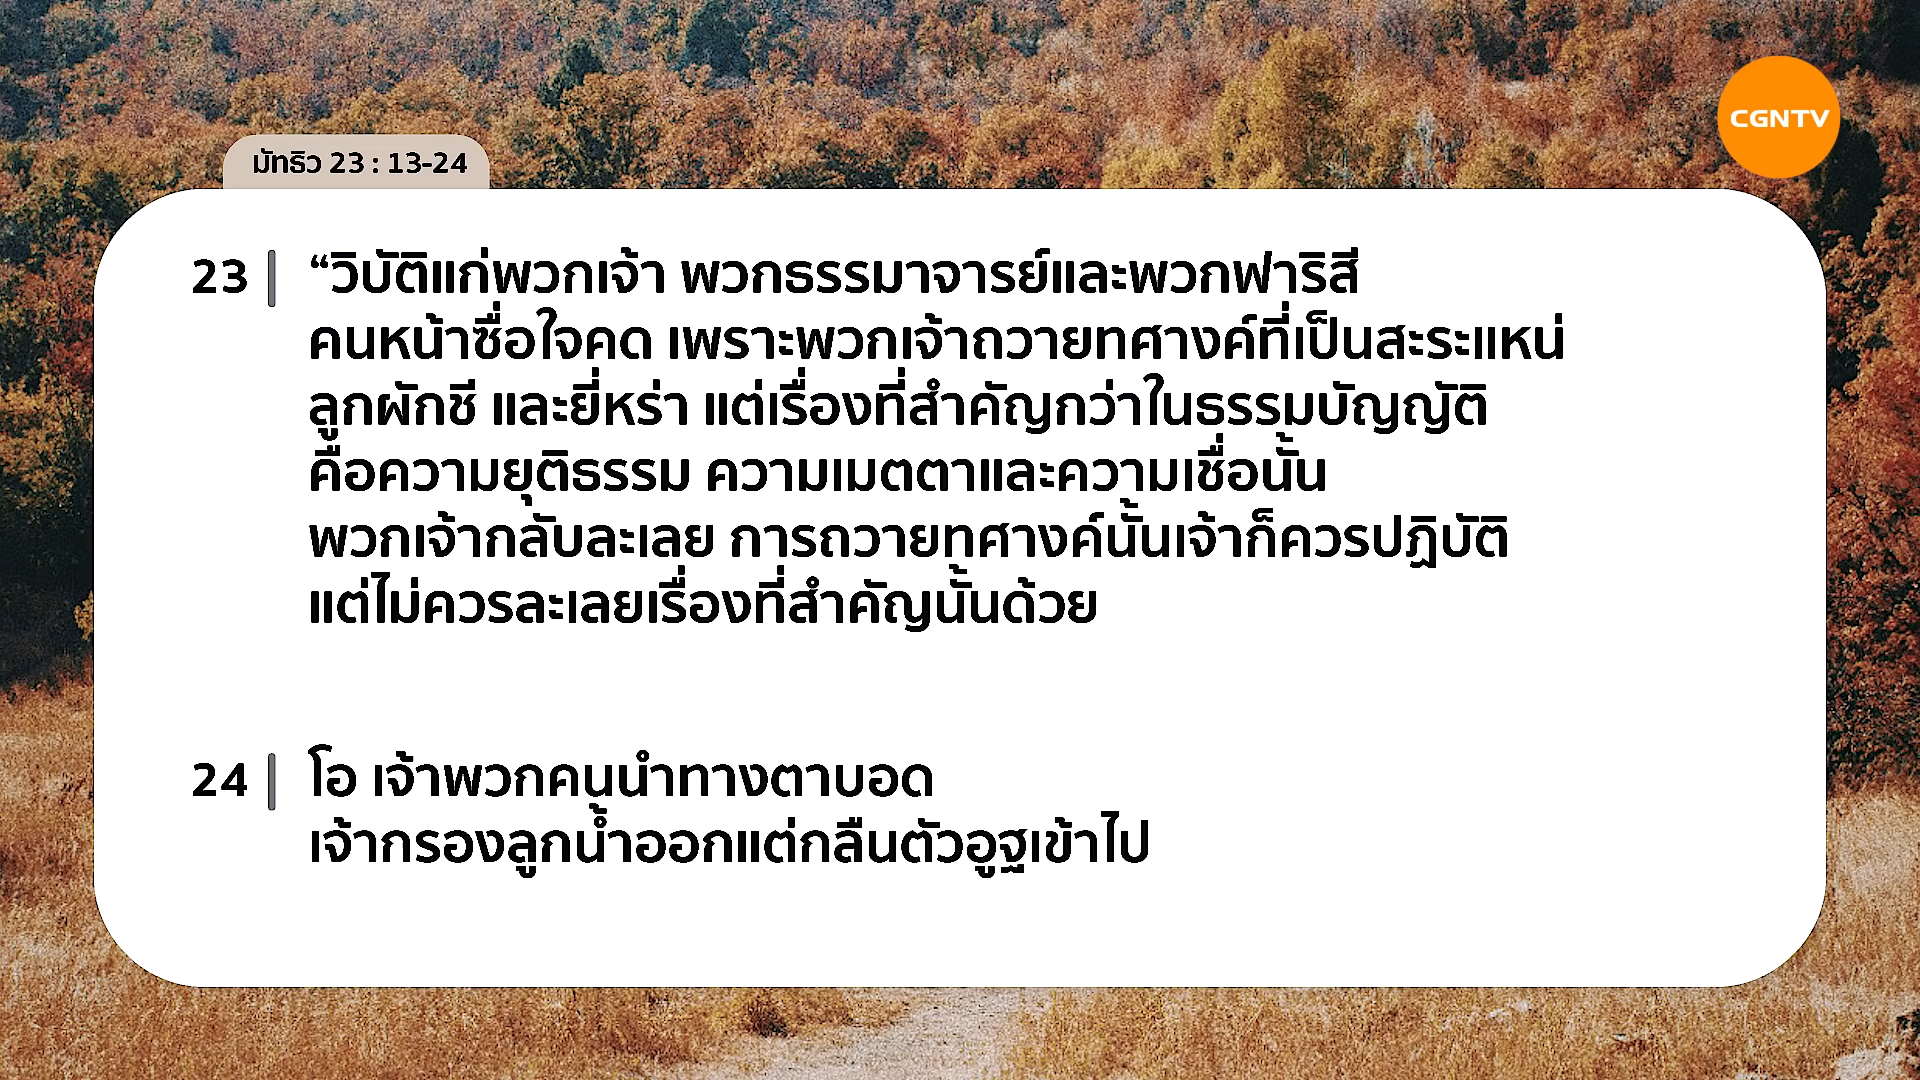 CGNTV
มัทธิว 23 : 13-24
23 “วิบัติแก่พวกเจ้า พวกธรรมาจารย์และพวกฟาริสี
คนหน้าซื่อใจคด เพราะพวกเจ้าถวายทศางค์ที่เป็นสะระแหน่
ลูกผักชี และยี่หร่า แต่เรื่องที่สำคัญกว่าในธรรมบัญญัติ
คือความยุติธรรม ความเมตตาและความเชื่อนั้น
พวกเจ้ากลับละเลย การถวายทศางค์นั้นเจ้าก็ควรปฏิบัติ
แต่ไม่ควรละเลยเรื่องที่สำคัญนั้นด้วย
24 โอ เจ้าพวกคนนำทางตาบอด
เจ้ากรองลูกน้ำออกแต่กลืนตัวอูฐเข้าไป